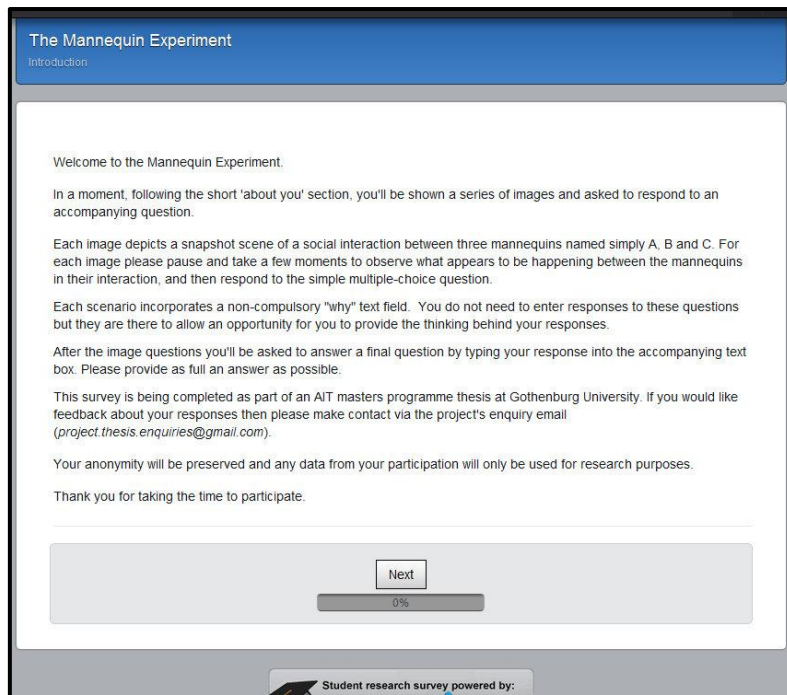 The Mannequin Experiment
Introduction
Welcome to the Mannequin Experiment.
In a moment, following the short 'about you' section, you'll be shown a series of images and asked to respond to an
accompanying question.
Each image depicts a snapshot scene of a social interaction between three mannequins named simply A, B and C. For
each image please pause and take a few moments to observe what appears to be happening between the mannequins
in their interaction, and then respond to the simple multiple-choice question.
Each scenario incorporates a non-compulsory "why" text field.  You do not need to enter responses to these questions
but they are there to allow an opportunity for you to provide the thinking behind your responses.
After the image questions you'll be asked to answer a final question by typing your response into the accompanying text
box. Please provide as full an answer as possible.
This survey is being completed as part of an AIT masters programme thesis at Gothenburg University. If you would like
feedback about your responses then please make contact via the project's enquiry email
(project.thesis.enquiries@gmail.com).
Your anonymity will be preserved and any data from your participation will only be used for research purposes.
Thank you for taking the time to participate.
Next
0%
Student research survey powered by: